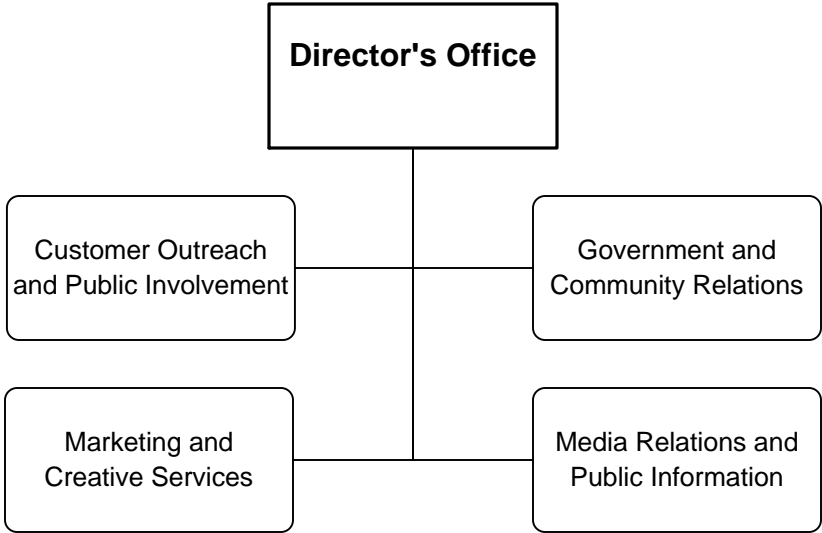 Director's Office
Customer Outreach
and Public Involvement
Government and
Community Relations
Marketing and
Creative Services
Media Relations and
Public Information